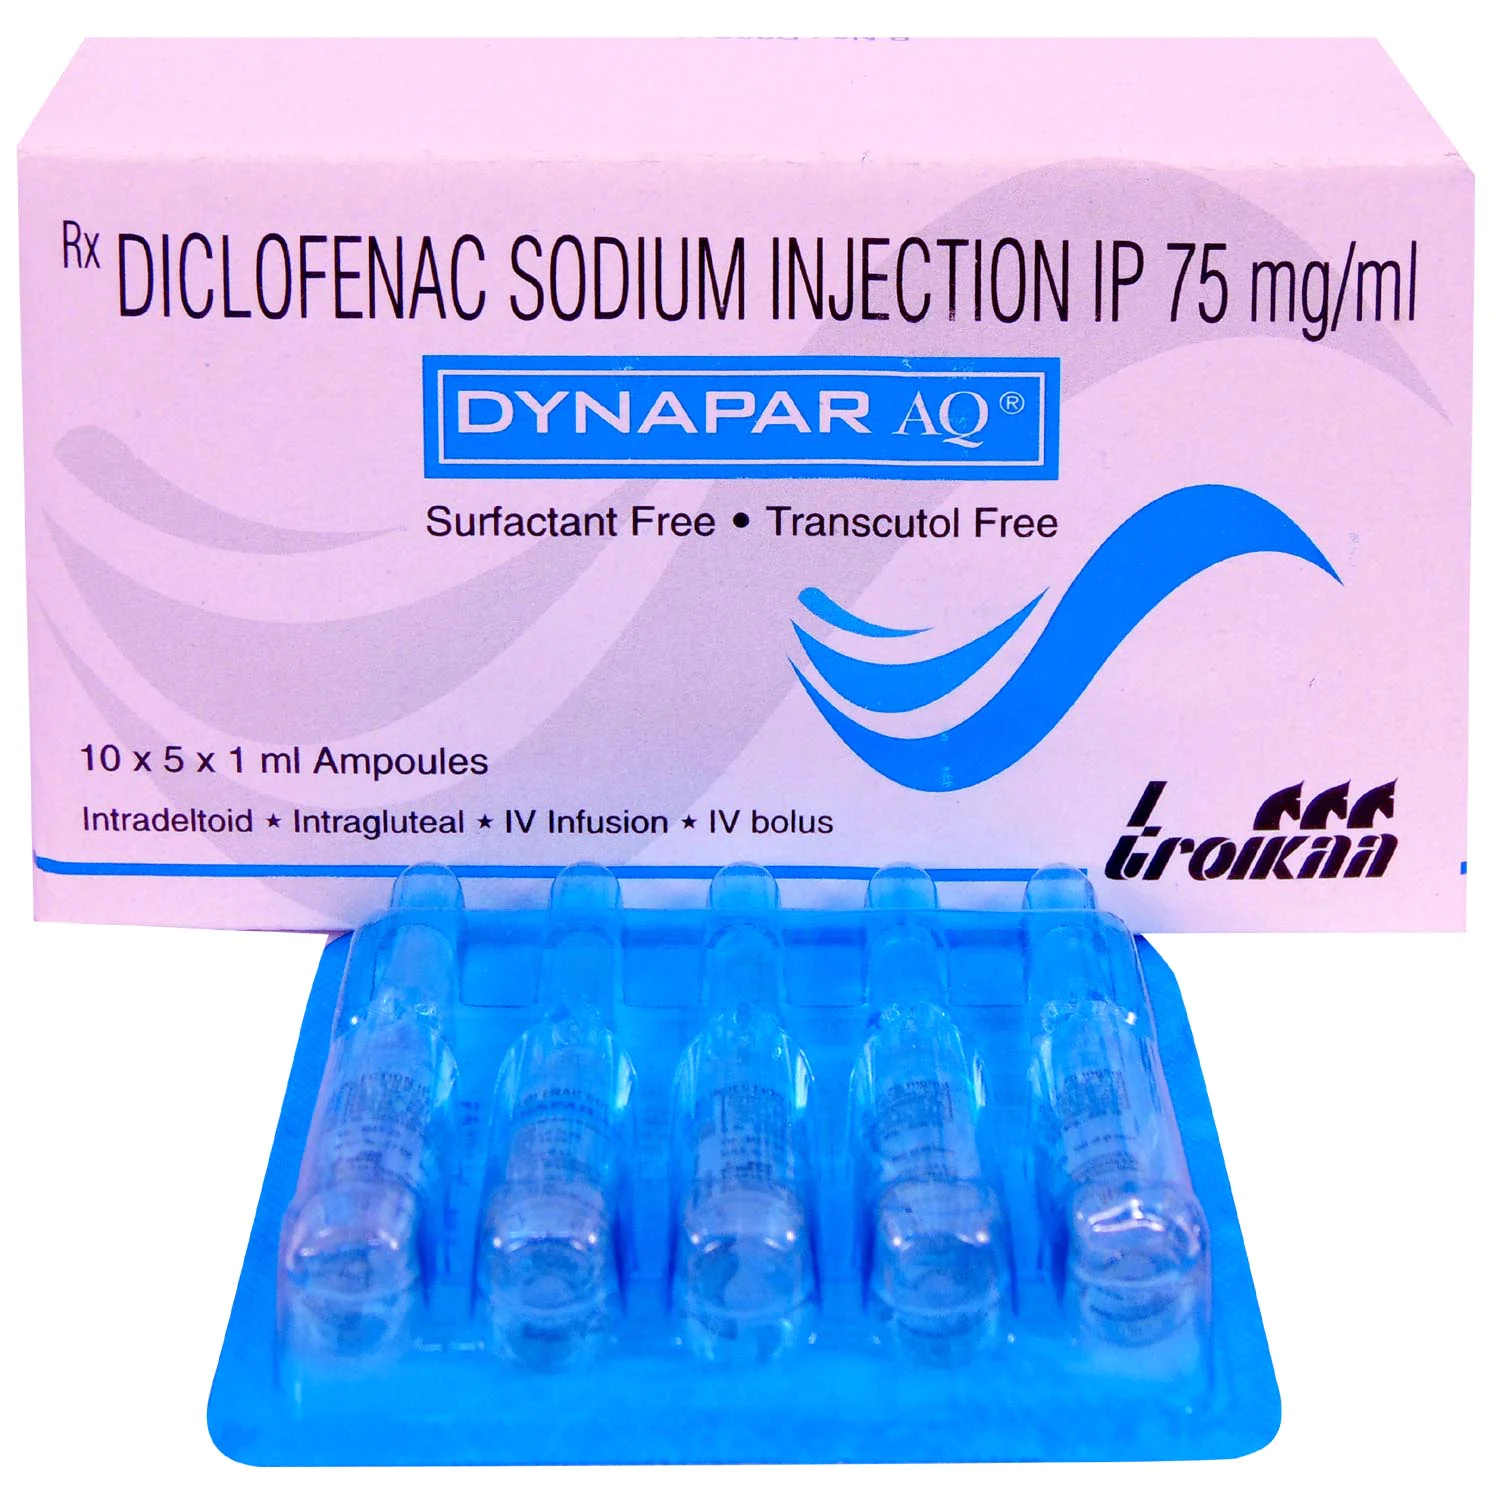 Rx DICLOFENAC SODIUM INJECTION IP 75 mg/ml
DYNAPAR AQ®
Surfactant Free • Transcutol Free
10 x 5 x 1 ml Ampoules
Intradeltoid ★ Intragluteal ★ IV Infusion ★ IV bolus
troikaa